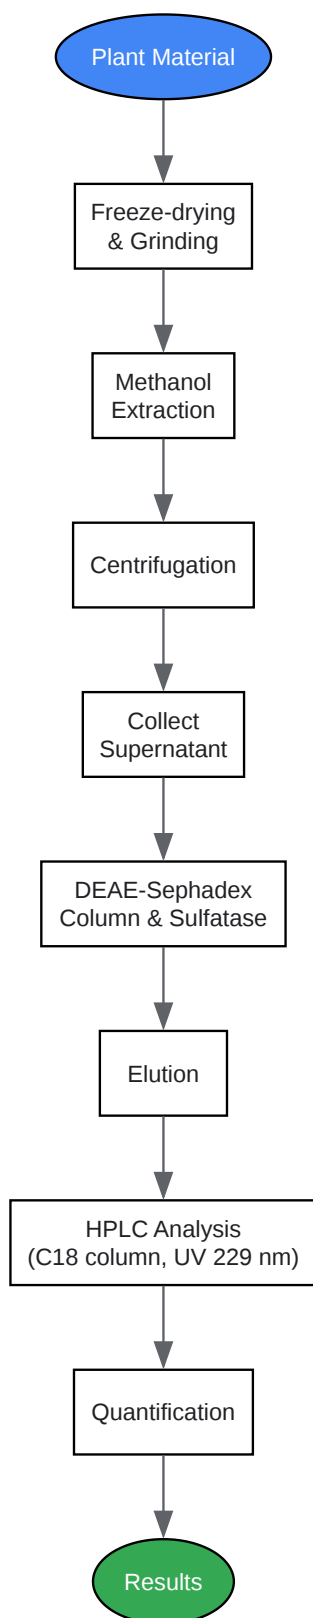 Plant Material
Freeze-drying
& Grinding
Methanol
Extraction
Centrifugation
Collect
Supernatant
DEAE-Sephadex
Column & Sulfatase
Elution
HPLC Analysis
(C18 column, UV 229 nm)
Quantification
Results